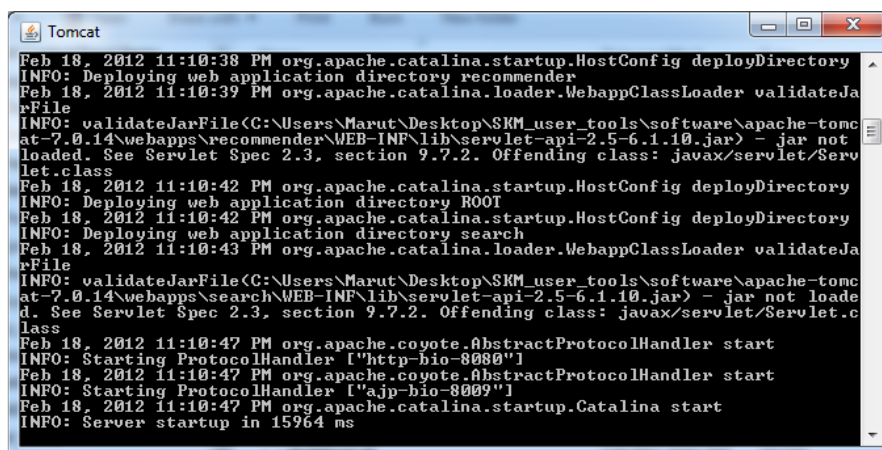 Tomcat
Feb 18, 2012 11:10:38 PM org.apache.catalina.startup.HostConfig deployDirectory
INFO: Deploying web application directory recommender
Feb 18, 2012 11:10:39 PM org.apache.catalina.loader.WebappClassLoader validateJa
rFile
INFO: validateJarFile(C:\Users\Marut\Desktop\SKM_user_tools\software\apache-tomc
at-7.0.14\webapps\recommender\WEB-INF\lib\servlet-api-2.5-6.1.10.jar) - jar not
loaded. See Servlet Spec 2.3, section 9.7.2. Offending class: javax/servlet/Serv
let.class
Feb 18, 2012 11:10:42 PM org.apache.catalina.startup.HostConfig deployDirectory
INFO: Deploying web application directory ROOT
Feb 18, 2012 11:10:42 PM org.apache.catalina.startup.HostConfig deployDirectory
INFO: Deploying web application directory search
Feb 18, 2012 11:10:43 PM org.apache.catalina.loader.WebappClassLoader validateJa
rFile
INFO: validateJarFile(C:\Users\Marut\Desktop\SKM_user_tools\software\apache-tomc
at-7.0.14\webapps\search\WEB-INF\lib\servlet-api-2.5-6.1.10.jar) - jar not loade
d. See Servlet Spec 2.3, section 9.7.2. Offending class: javax/servlet/Servlet.c
lass
Feb 18, 2012 11:10:47 PM org.apache.coyote.AbstractProtocolHandler start
INFO: Starting ProtocolHandler ["http-bio-8080"]
Feb 18, 2012 11:10:47 PM org.apache.coyote.AbstractProtocolHandler start
INFO: Starting ProtocolHandler ["ajp-bio-8009"]
Feb 18, 2012 11:10:47 PM org.apache.catalina.startup.Catalina start
INFO: Server startup in 15964 ms